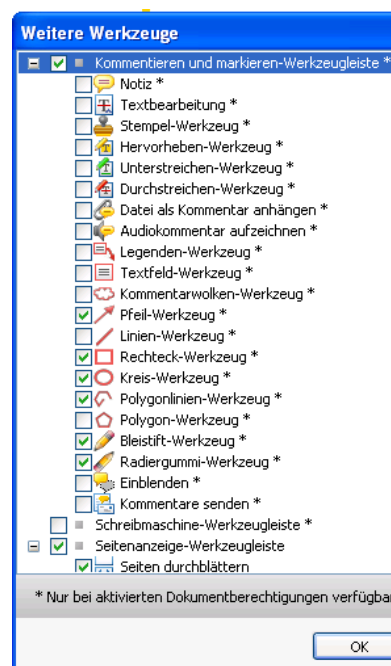 Weitere Werkzeuge
Kommentieren und markieren-Werkzeugleiste *
Notiz *
Textbearbeitung *
Stempel-Werkzeug *
Hervorheben-Werkzeug *
Unterstreichen-Werkzeug *
Durchstreichen-Werkzeug *
Datei als Kommentar anhängen *
Audiokommentar aufzeichnen *
Legenden-Werkzeug *
Textfeld-Werkzeug *
Kommentarwolken-Werkzeug *
Pfeil-Werkzeug *
Linien-Werkzeug *
Rechteck-Werkzeug *
Kreis-Werkzeug *
Polygonlinien-Werkzeug *
Polygon-Werkzeug *
Bleistift-Werkzeug *
Radiergummi-Werkzeug *
Einblenden *
Kommentare senden *
Schreibmaschine-Werkzeugleiste *
Seitenanzeige-Werkzeugleiste
Seiten durchblättern
* Nur bei aktivierten Dokumentberechtigungen verfügbar
OK